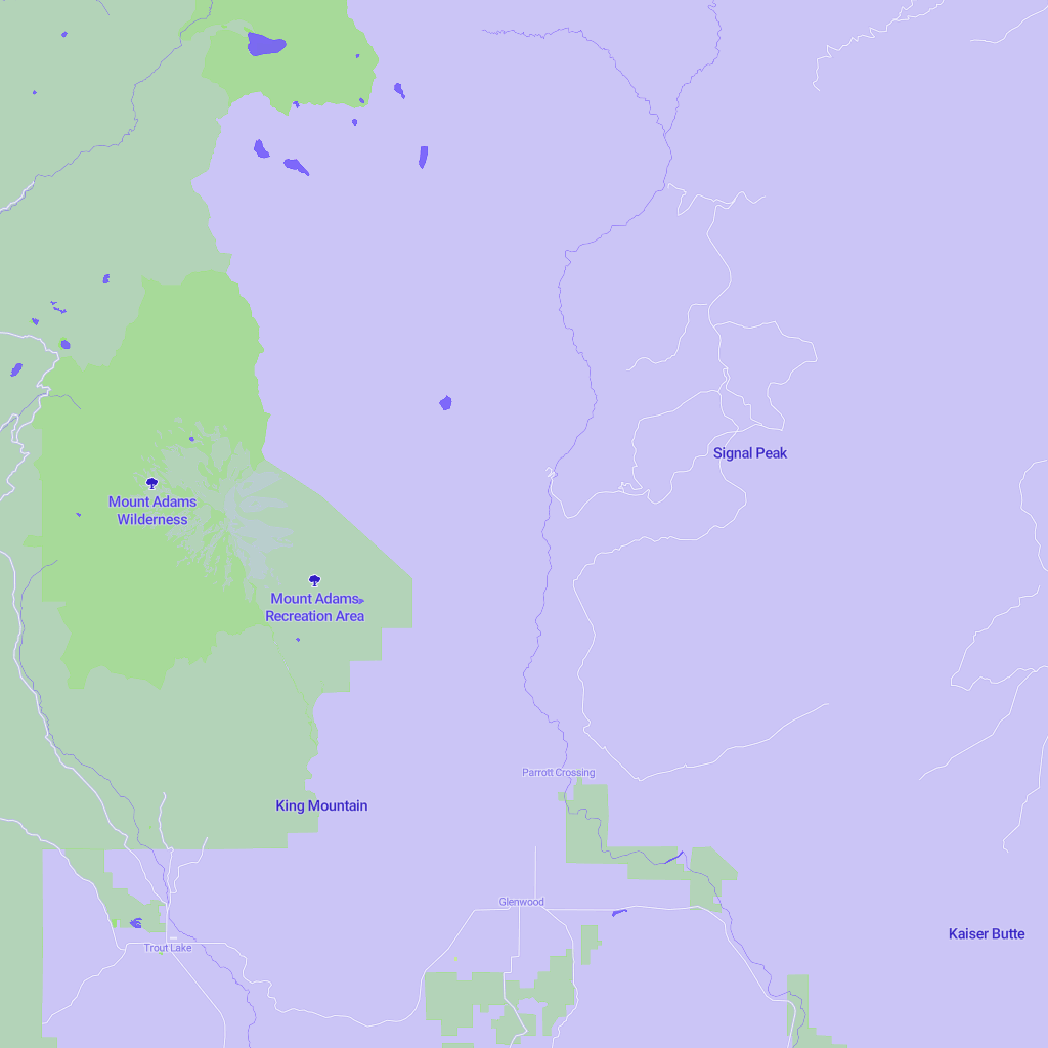 Signal Peak
Mount Adams
Wilderness
Mount Adams
Recreation Area
Parrott Crossing
King Mountain
Glenwood
Kaiser Butte
Trout Lake